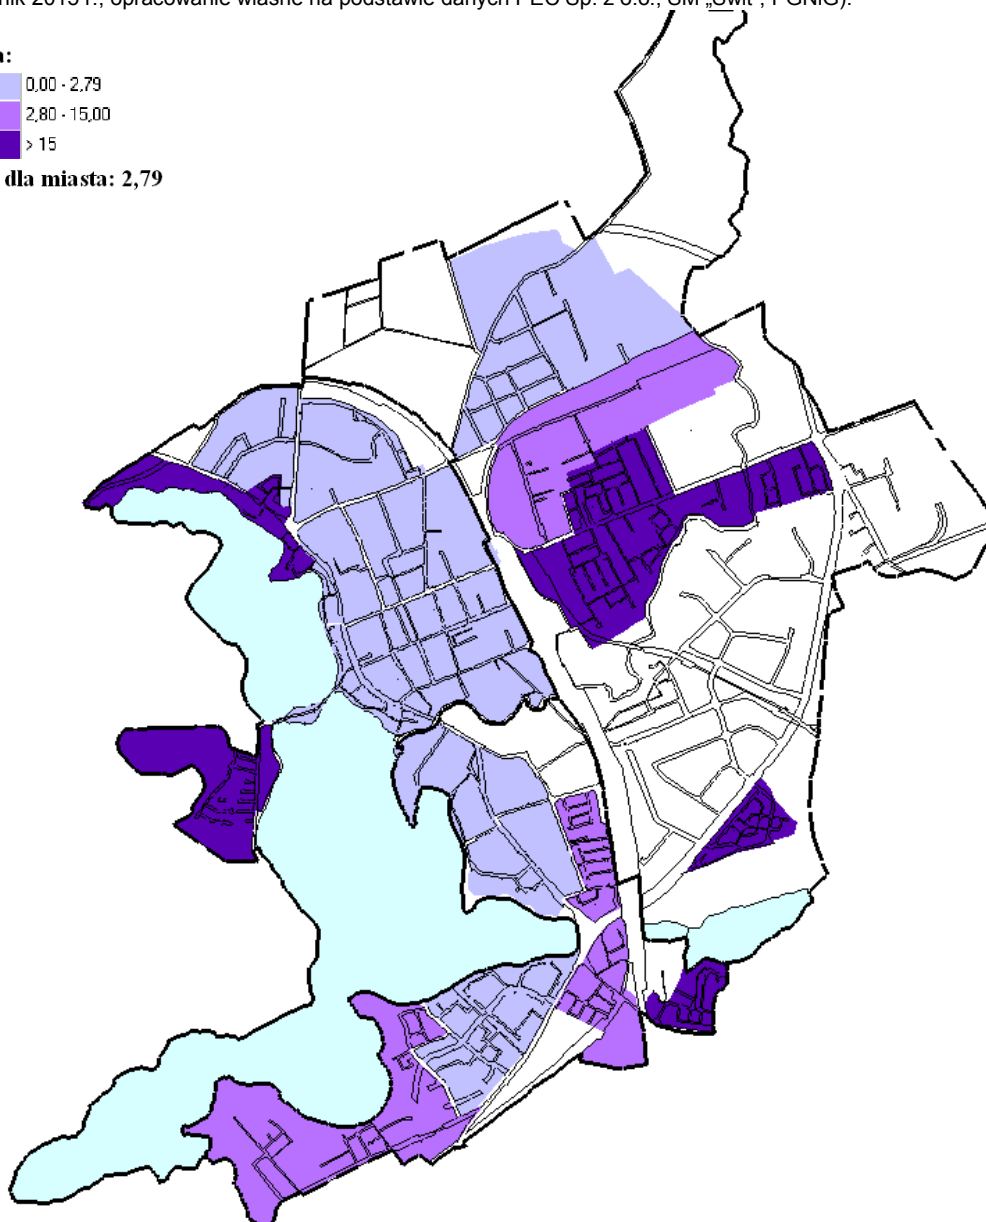 opracowanie własne na podstawie danych PEC Sp. z o.o., SM „Świt", PGNiG).
0,00 - 2,79
2,80 - 15,00
> 15
dla miasta: 2,79